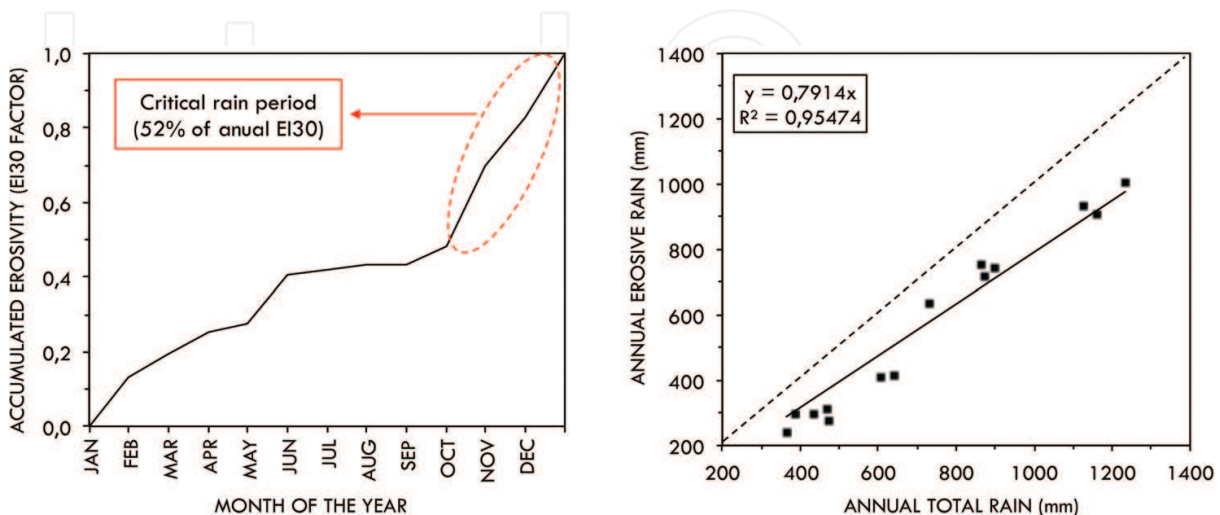 1,0
0,8
0,6
0,4
0,2
0,0
ACCUMULATED EROSIVITY (EI30 FACTOR)
Critical rain period
(52% of anual EI30)
JAN
FEB
MAR
APR
MAY
JUN
JUL
AUG
SEP
OCT
NOV
DEC
MONTH OF THE YEAR
1400
1200
1000
800
600
400
200
ANNUAL EROSIVE RAIN (mm)
y = 0,7914x
R² = 0,95474
200
400
600
800
1000
1200
1400
ANNUAL TOTAL RAIN (mm)